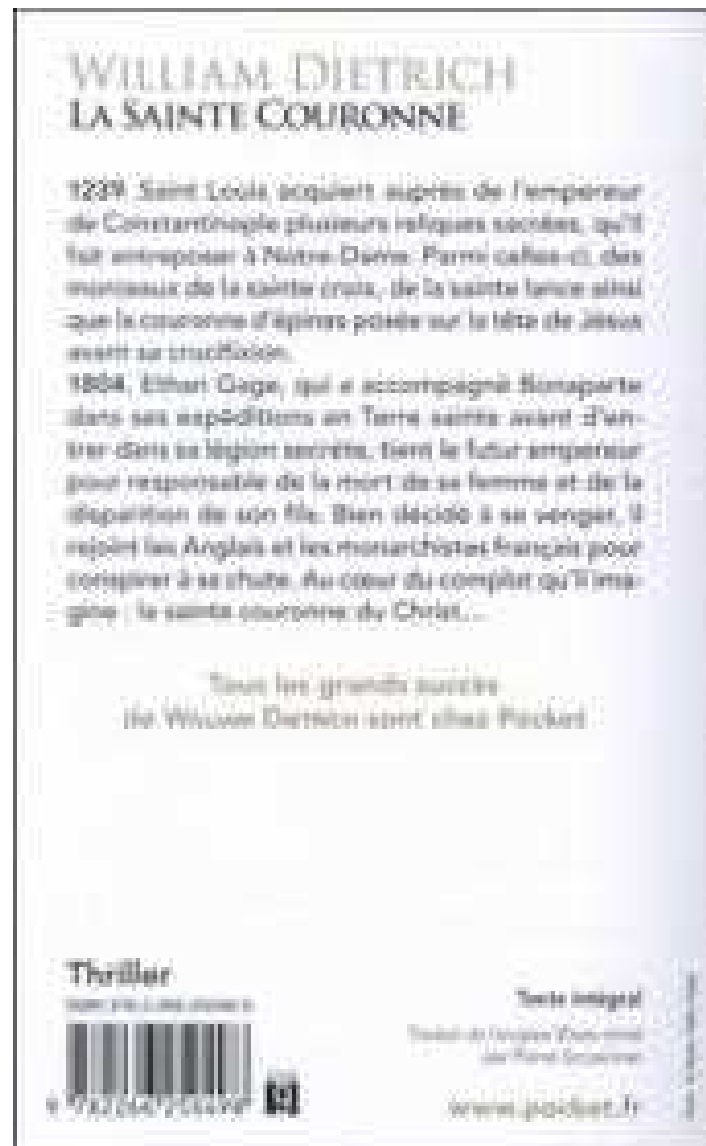 WILLIAM DIETRICH
LA SAINTE COURONNE
1239. Saint Louis acquiert auprès de l'empereur
de Constantinople plusieurs reliques sacrées, qu'il
fait entreposer à Notre-Dame. Parmi celles-ci, des
morceaux de la sainte croix, de la sainte lance ainsi
que la couronne d'épines posée sur la tête de Jésus
avant sa crucifixion.
1804. Ethan Gage, qui a accompagné Bonaparte
dans ses expéditions en Terre sainte avant d'en-
trer dans sa légion secrète, tient le futur empereur
pour responsable de la mort de sa femme et de la
disparition de son fils. Bien décidé à se venger, il
rejoint les Anglais et les monarchistes français pour
conspirer à sa chute. Au cœur du complot qu'il ima-
gine : la sainte couronne du Christ...
Tous les grands succès
de WILLIAM DIETRICH sont chez Pocket
Thriller
Texte intégral
Traduit de l'anglais (États-Unis)
par Pierre
www.pocket.fr